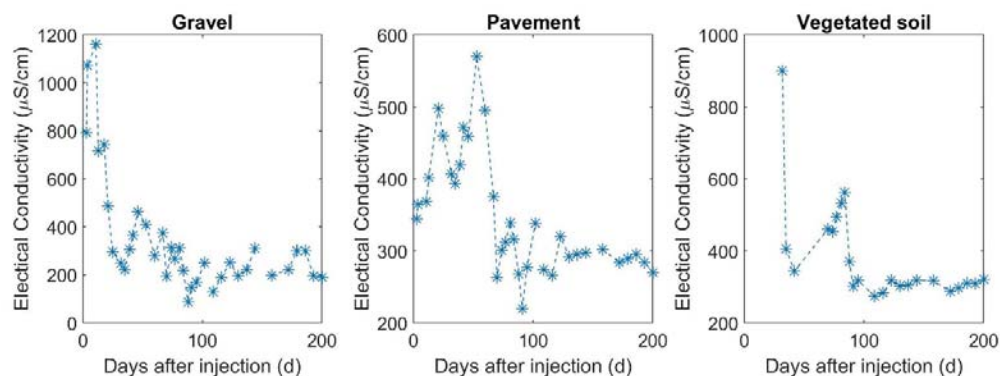 Gravel
Electical Conductivity (μS/cm)
1200
1000
800
600
400
200
0
0 100 200
Days after injection (d)
Pavement
Electical Conductivity (μS/cm)
600
500
400
300
200
0 100 200
Days after injection (d)
Vegetated soil
Electical Conductivity (μS/cm)
1000
800
600
400
200
0 100 200
Days after injection (d)